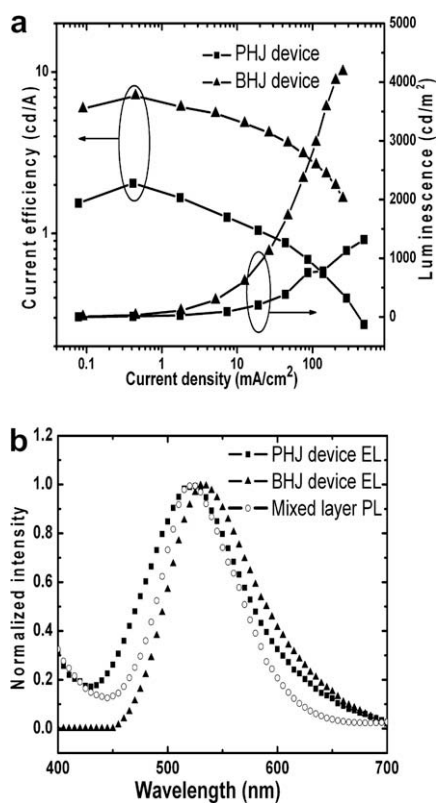 a
PHJ device
BHJ device
Current efficiency (cd/A)
10
1
5000
4000
3000
2000
1000
0
Luminescence (cd/m²)
0.1 1 10 100
Current density (mA/cm²)
b
PHJ device EL
BHJ device EL
Mixed layer PL
Normalized intensity
1.2
1.0
0.8
0.6
0.4
0.2
0.0
400 500 600 700
Wavelength (nm)